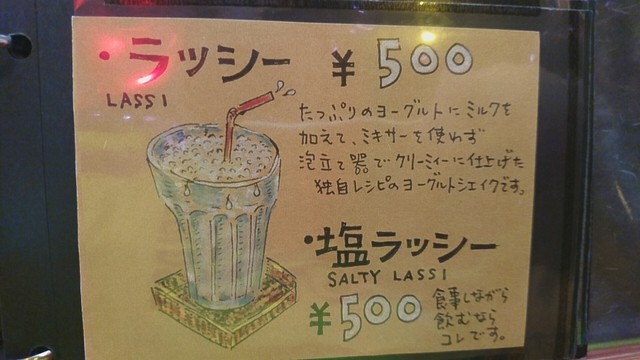 ・ラッシー ¥500
LASSI
たっぷりのヨーグルトにミルクを
加えて、ミキサーを使わず
泡立て器でクリーミィーに仕上げた
独自レシピのヨーグルトシェイクです。
・塩ラッシー
SALTY LASSI
¥500
食事しながら
飲むなら
コレです。